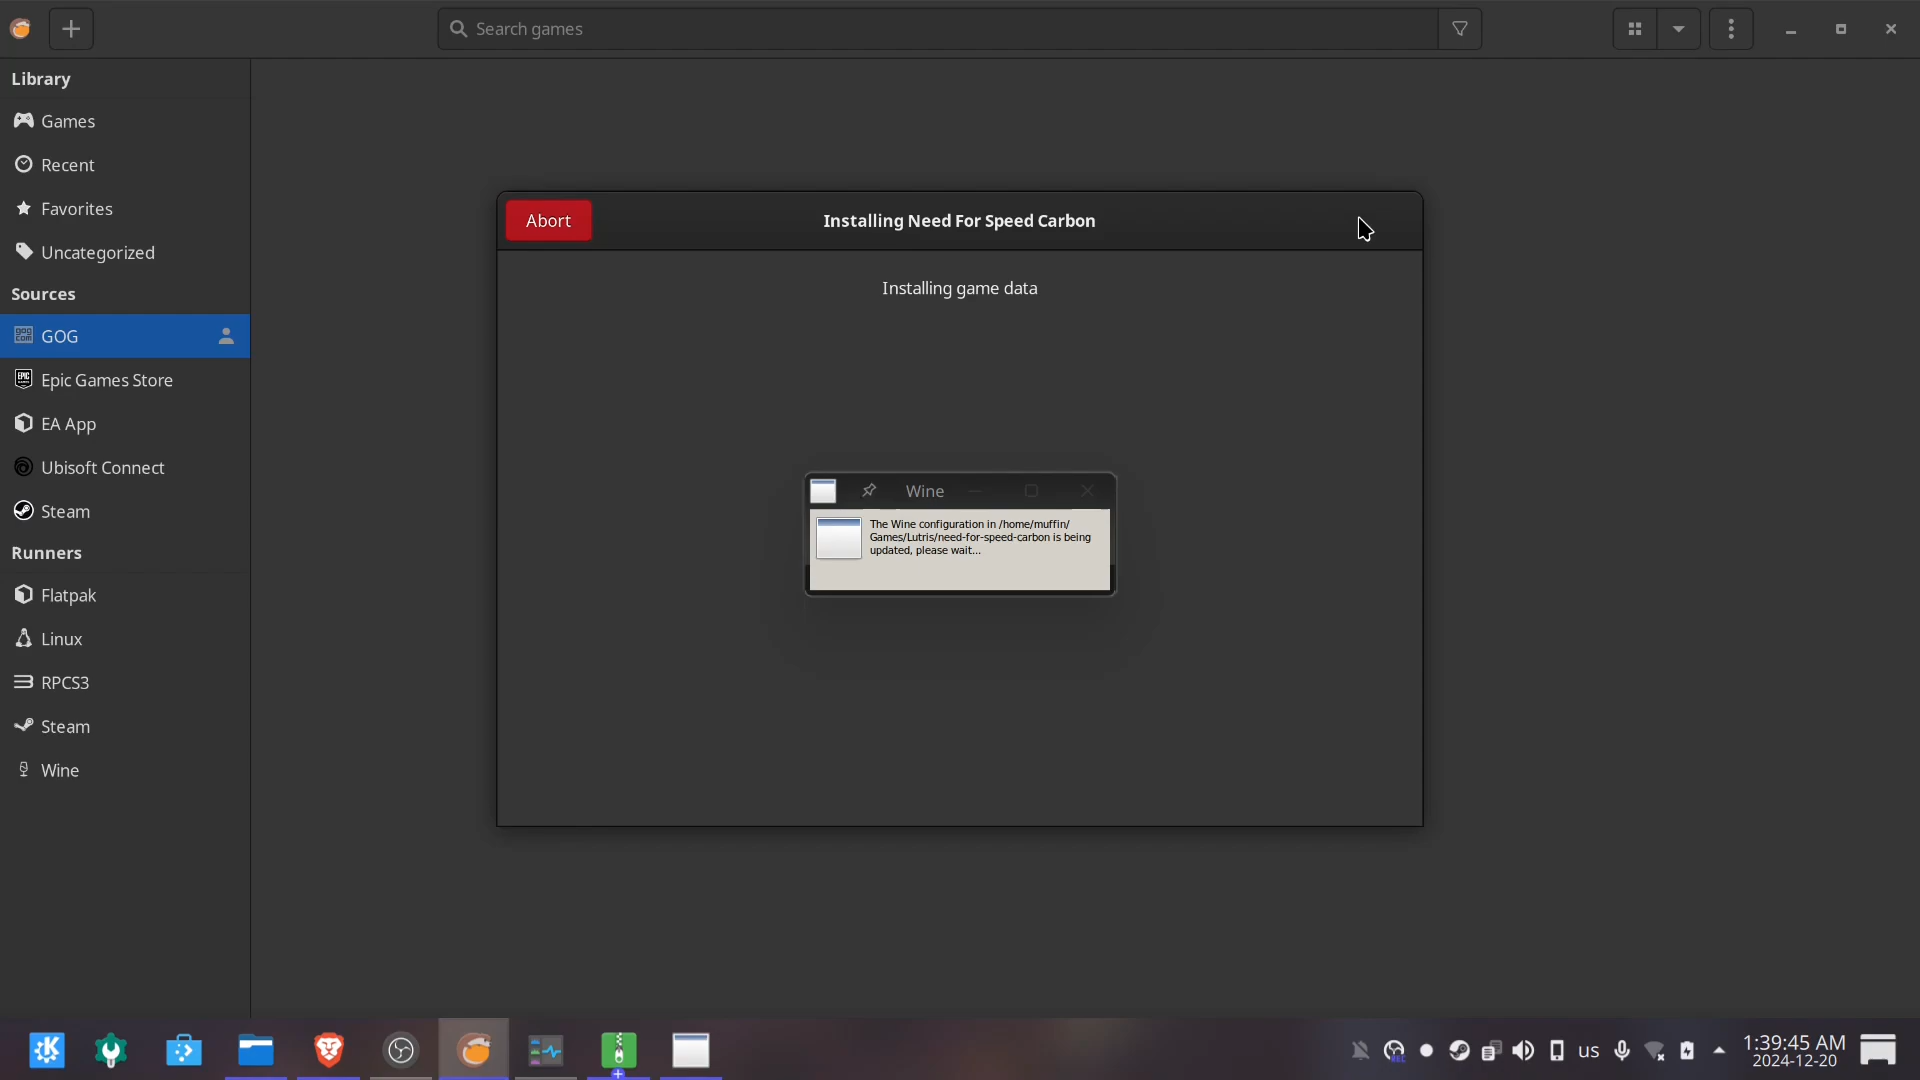 Search games
Library
Games
Recent
Favorites
Uncategorized
Sources
GOG
Epic Games Store
EA App
Ubisoft Connect
Steam
Runners
Flatpak
Linux
RPCS3
Steam
Wine
Abort
Installing Need For Speed Carbon
Installing game data
Wine
The Wine configuration in /home/muffin/
Games/Lutris/need-for-speed-carbon is being
updated, please wait...
us
1:39:45 AM
2024-12-20